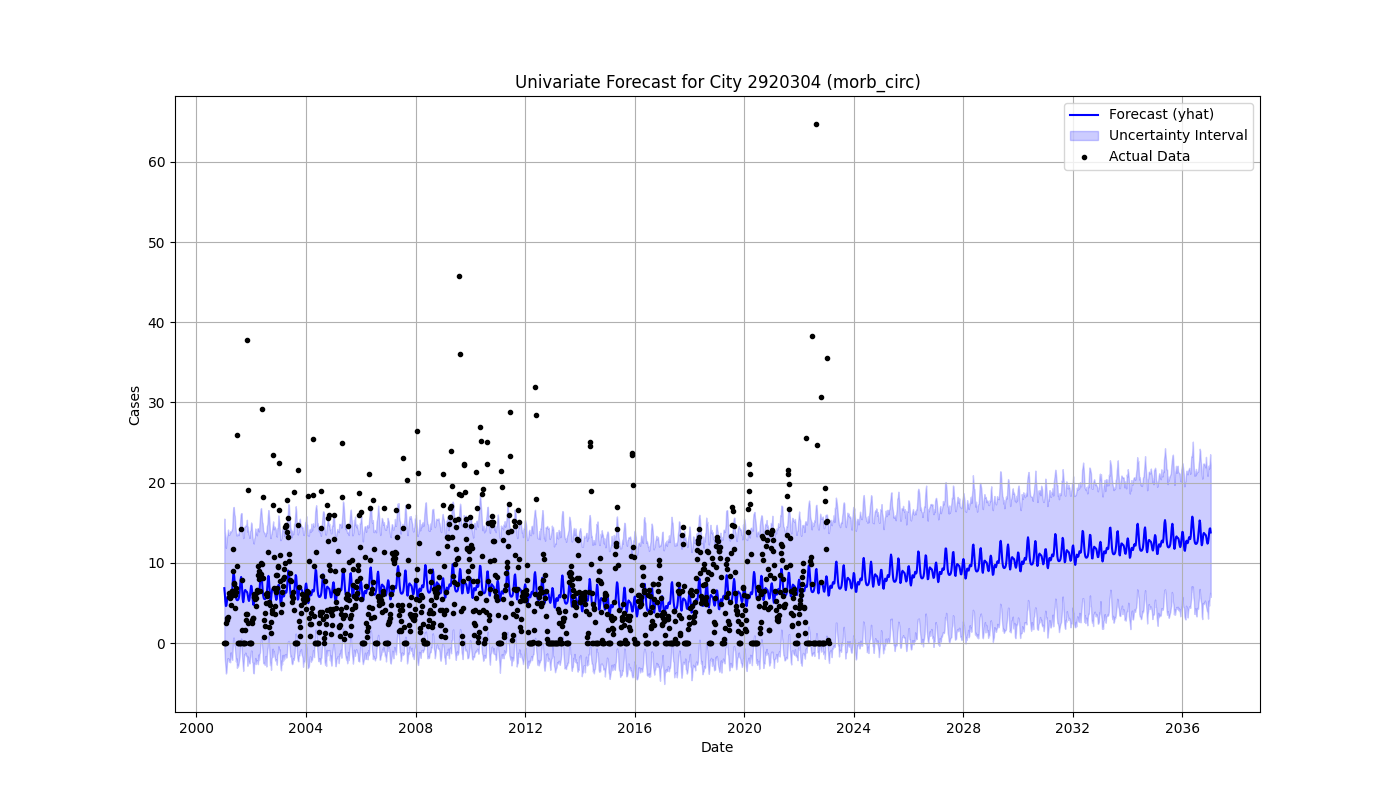 Univariate Forecast for City 2920304 (morb_circ)
Forecast (yhat)
Uncertainty Interval
Actual Data
Cases
60
50
40
30
20
10
0
2000 2004 2008 2012 2016 2020 2024 2028 2032 2036
Date